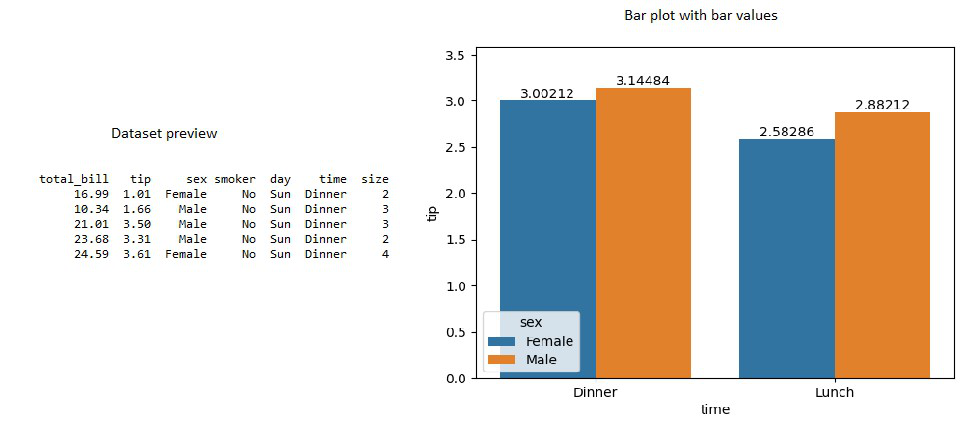 Bar plot with bar values
Dataset preview
total_bill tip sex smoker day time size
16.99 1.01 Female No Sun Dinner 2
10.34 1.66 Male No Sun Dinner 3
21.01 3.50 Male No Sun Dinner 3
23.68 3.31 Male No Sun Dinner 2
24.59 3.61 Female No Sun Dinner 4
3.5
3.0
2.5
2.0
1.5
1.0
0.5
0.0
tip
3.00212
3.14484
2.58286
2.88212
sex
Female
Male
Dinner
Lunch
time